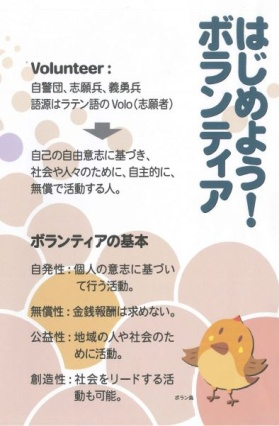 はじめよう！
ボランティア
Volunteer :
自警団、志願兵、義勇兵
語源はラテン語のVolo（志願者）
自己の自由意志に基づき、
社会や人々のために、自主的に、
無償で活動する人。
ボランティアの基本
自発性：個人の意志に基づい
て行う活動。
無償性：金銭報酬は求めない。
公益性：地域の人や社会のた
めに活動。
創造性：社会をリードする活
動も可能。